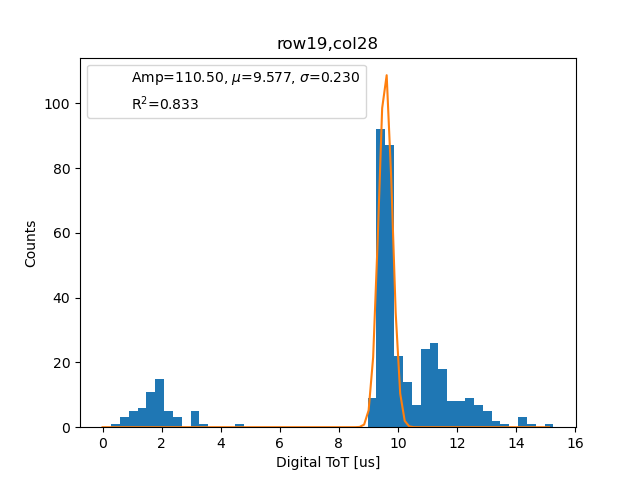 row19,col28
Amp=110.50, μ=9.577, σ=0.230
R²=0.833
Counts
100
80
60
40
20
0
0 2 4 6 8 10 12 14 16
Digital ToT [us]